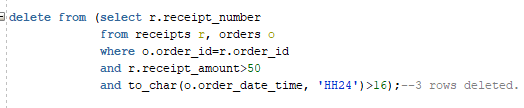 delete from (select r.receipt_number
from receipts r, orders o
where o.order_id=r.order_id
and r.receipt_amount>50
and to_char(o.order_date_time, 'HH24')>16);--3 rows deleted.